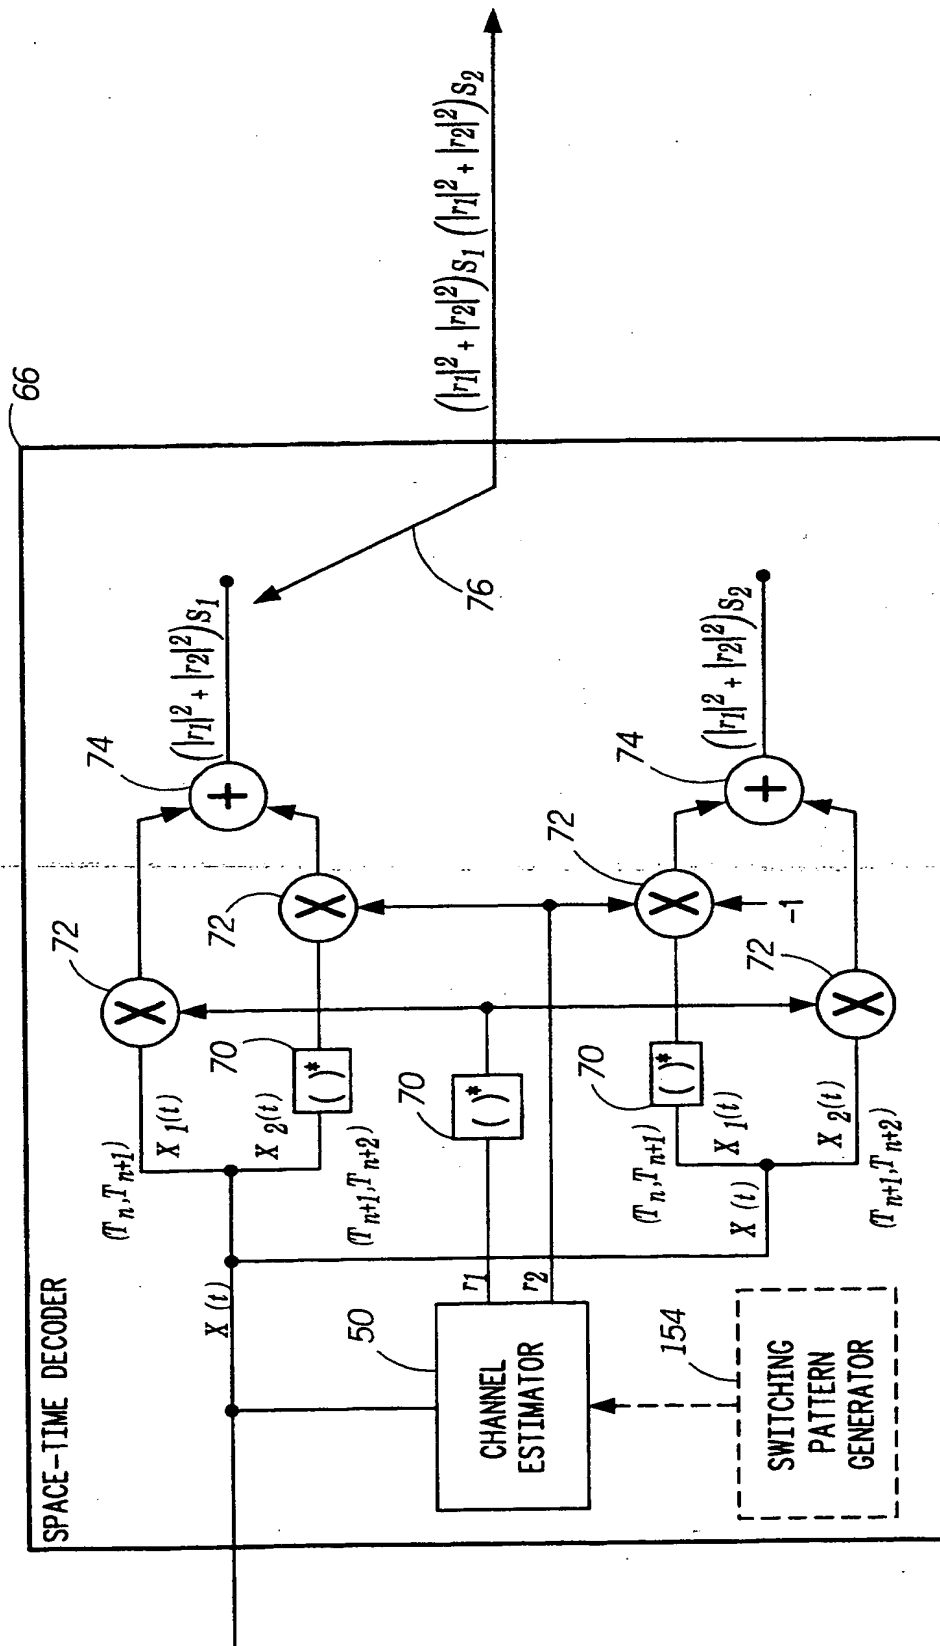 SPACE-TIME DECODER
66
X(t)
(Tn,Tn+1)
X1(t)
72
X2(t)
(Tn+1,Tn+2)
70
( )*
72
74
(|r1|² + |r2|²)S1
76
(|r1|² + |r2|²)S1 (|r1|² + |r2|²)S2
50
CHANNEL
ESTIMATOR
r1
r2
70
( )*
154
SWITCHING
PATTERN
GENERATOR
X(t)
(Tn,Tn+1)
X1(t)
70
( )*
72
-1
74
(|r1|² + |r2|²)S2
X2(t)
(Tn+1,Tn+2)
72